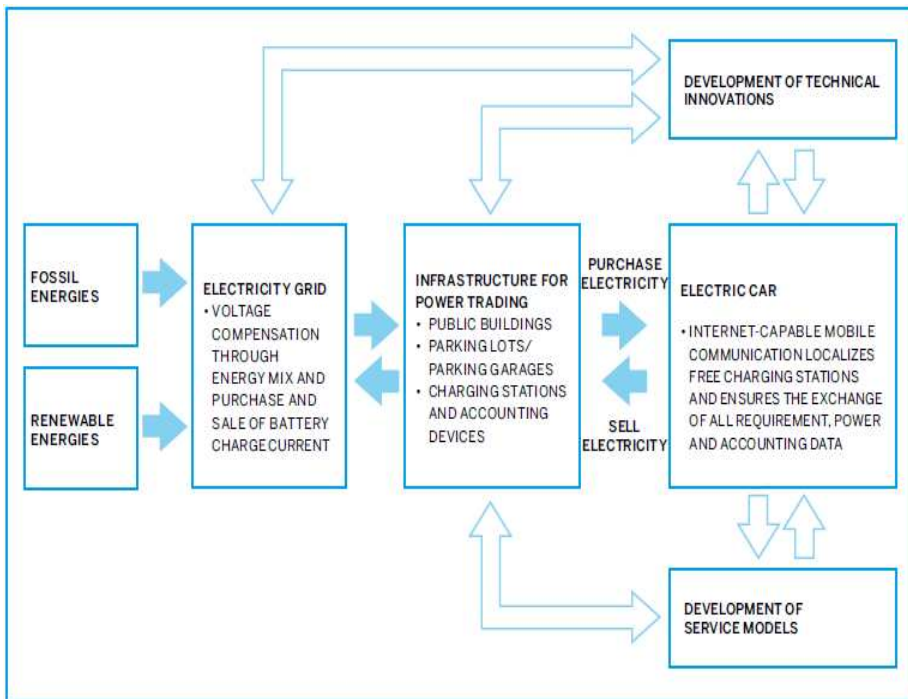 DEVELOPMENT OF TECHNICAL
INNOVATIONS
FOSSIL
ENERGIES
RENEWABLE
ENERGIES
ELECTRICITY GRID
• VOLTAGE
COMPENSATION
THROUGH
ENERGY MIX AND
PURCHASE AND
SALE OF BATTERY
CHARGE CURRENT
INFRASTRUCTURE FOR
POWER TRADING
• PUBLIC BUILDINGS
• PARKING LOTS/
PARKING GARAGES
• CHARGING STATIONS
AND ACCOUNTING
DEVICES
PURCHASE
ELECTRICITY
SELL
ELECTRICITY
ELECTRIC CAR
• INTERNET-CAPABLE MOBILE
COMMUNICATION LOCALIZES
FREE CHARGING STATIONS
AND ENSURES THE EXCHANGE
OF ALL REQUIREMENT, POWER
AND ACCOUNTING DATA
DEVELOPMENT OF
SERVICE MODELS